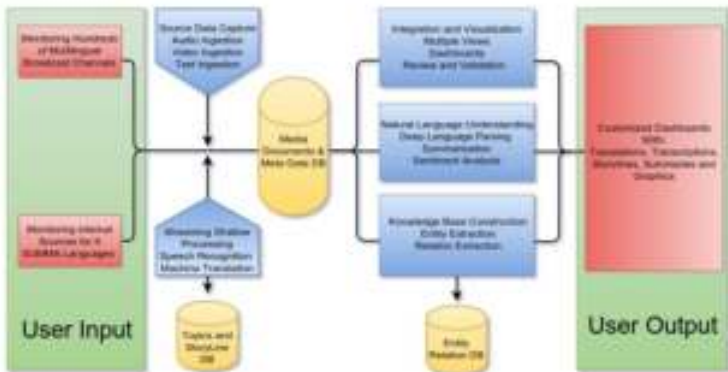 Monitoring Hundreds
of Multilingual
Broadcast Channels
Source Data Capture
Audio Ingestion
Video Ingestion
Text Ingestion
Integration and Visualization
Multiple Views
Dashboards
Review and Validation
Media
Documents &
Meta Data DB
Natural Language Understanding
Deep Language Parsing
Summarization
Sentiment Analysis
Customized Dashboards
With
Translations, Transcriptions
Storylines, Summaries and
Graphics
Monitoring Internet
Sources for
SUMMA Languages
Streaming Shallow
Processing
Speech Recognition
Machine Translation
Knowledge Base Construction
Entity Extraction
Relation Extraction
User Input
Topics and
StoryLine
DB
Entity
Relation DB
User Output